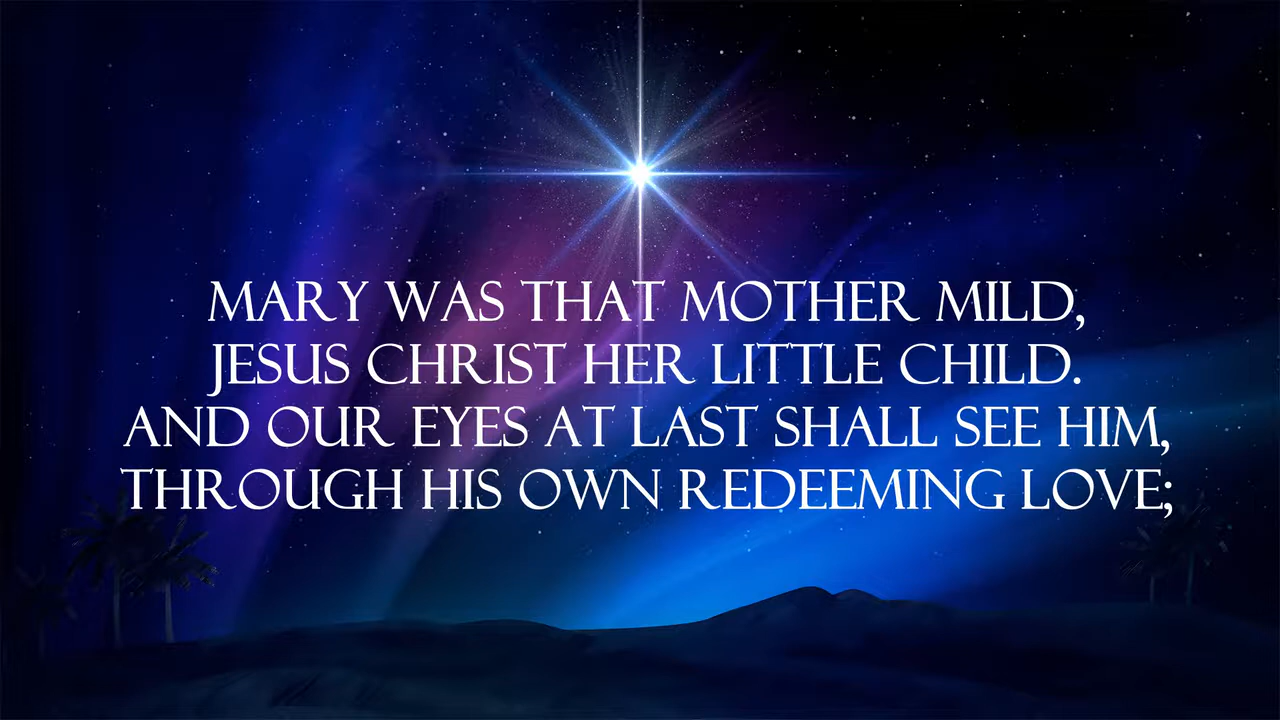 MARY WAS THAT MOTHER MILD,
JESUS CHRIST HER LITTLE CHILD.
AND OUR EYES AT LAST SHALL SEE HIM,
THROUGH HIS OWN REDEEMING LOVE;